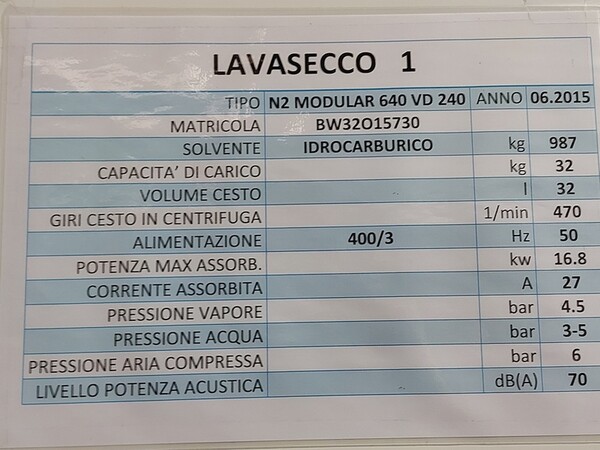 LAVASECCO 1
TIPO N2 MODULAR 640 VD 240 ANNO 06.2015
MATRICOLA BW32O15730
SOLVENTE IDROCARBURICO kg 987
CAPACITA' DI CARICO kg 32
VOLUME CESTO l 32
GIRI CESTO IN CENTRIFUGA 1/min 470
ALIMENTAZIONE 400/3 Hz 50
POTENZA MAX ASSORB. kw 16.8
CORRENTE ASSORBITA A 27
PRESSIONE VAPORE bar 4.5
PRESSIONE ACQUA bar 3-5
PRESSIONE ARIA COMPRESSA bar 6
LIVELLO POTENZA ACUSTICA dB(A) 70